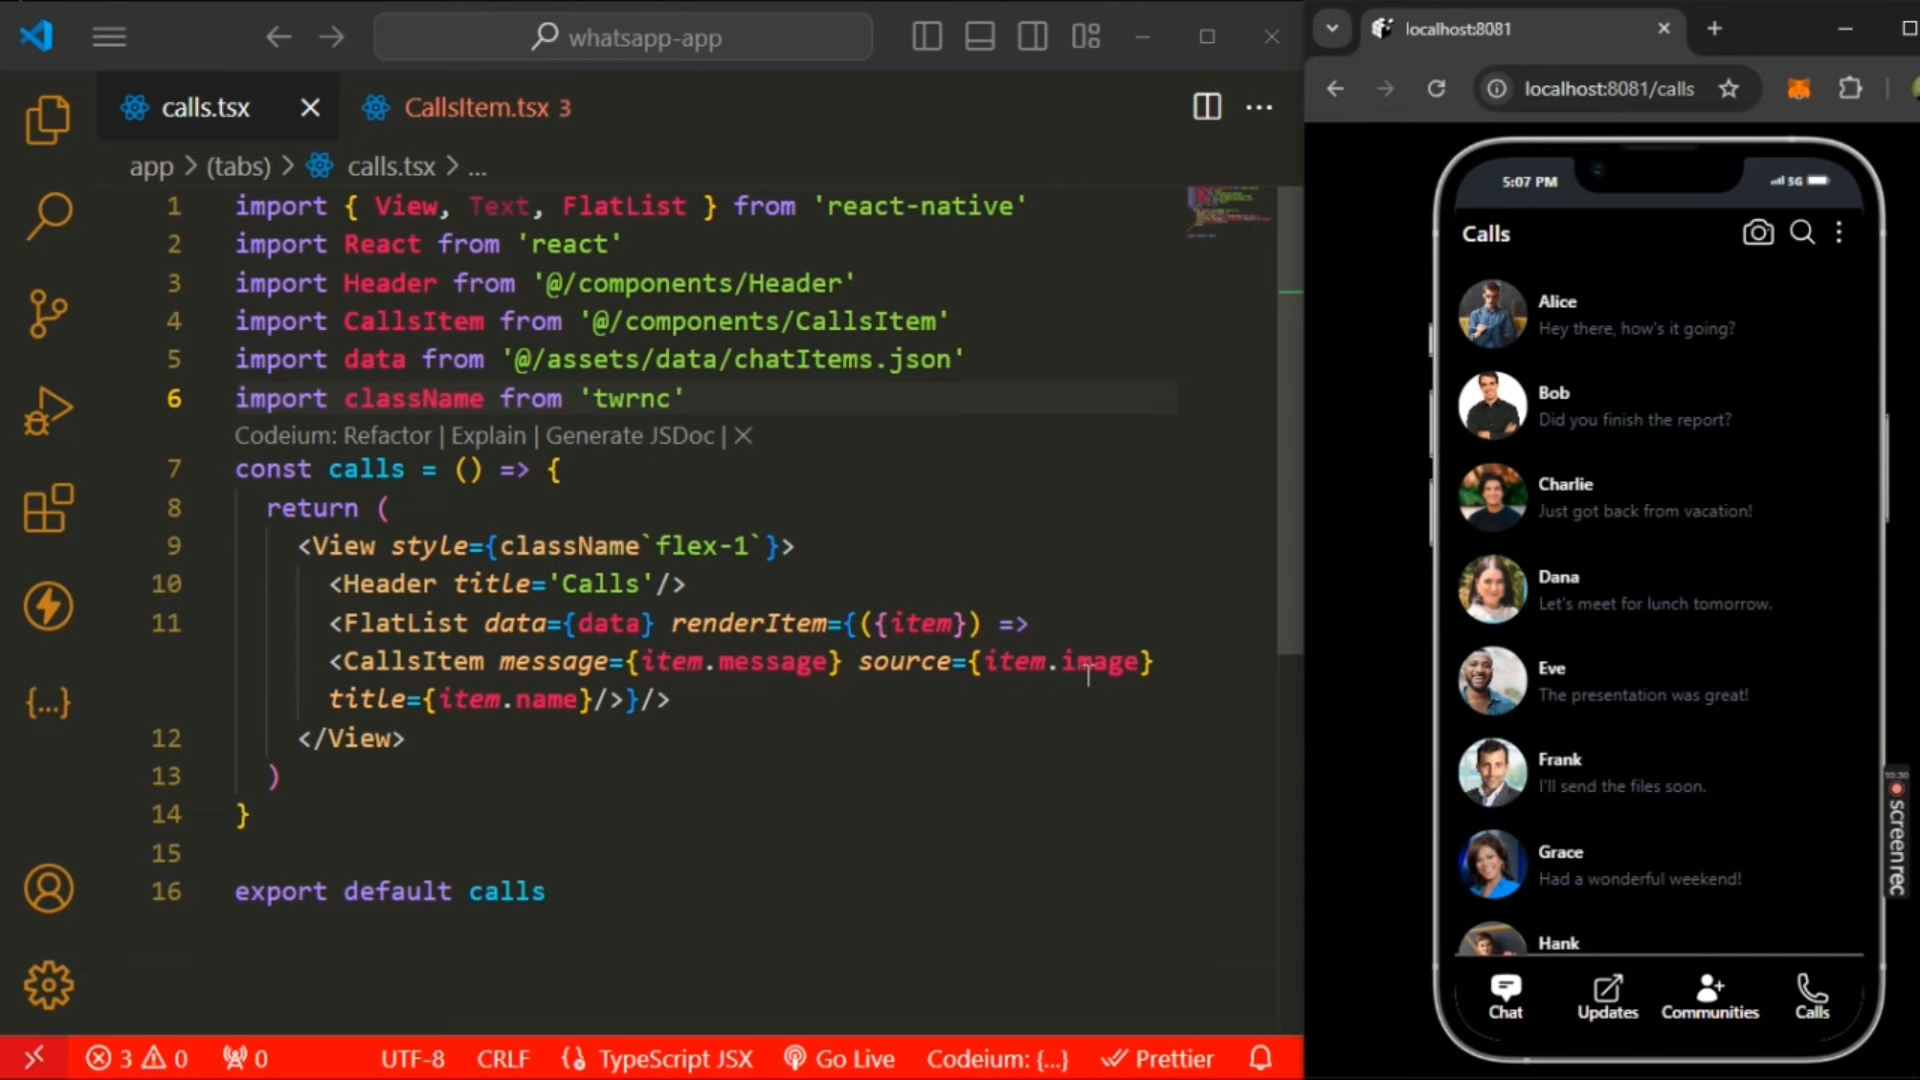 whatsapp-app
calls.tsx
CallsItem.tsx 3
app > (tabs) > calls.tsx > ...
1 import { View, Text, FlatList } from 'react-native'
2 import React from 'react'
3 import Header from '@/components/Header'
4 import CallsItem from '@/components/CallsItem'
5 import data from '@/assets/data/chatItems.json'
6 import className from 'twrnc'
Codeium: Refactor | Explain | Generate JSDoc | X
7 const calls = () => {
8 return (
9 <View style={className`flex-1`}>
10 <Header title='Calls'/>
11 <FlatList data={data} renderItem={({item}) =>
<CallsItem message={item.message} source={item.image}
title={item.name}/>}/>
12 </View>
13 )
14 }
15
16 export default calls
3 0 0 UTF-8 CRLF {} TypeScript JSX Go Live Codeium: {...} Prettier
localhost:8081
localhost:8081/calls
5:07 PM
5G
Calls
Alice
Hey there, how's it going?
Bob
Did you finish the report?
Charlie
Just got back from vacation!
Dana
Let's meet for lunch tomorrow.
Eve
The presentation was great!
Frank
I'll send the files soon.
Grace
Had a wonderful weekend!
Hank
Chat
Updates
Communities
Calls
10:30
screenrec